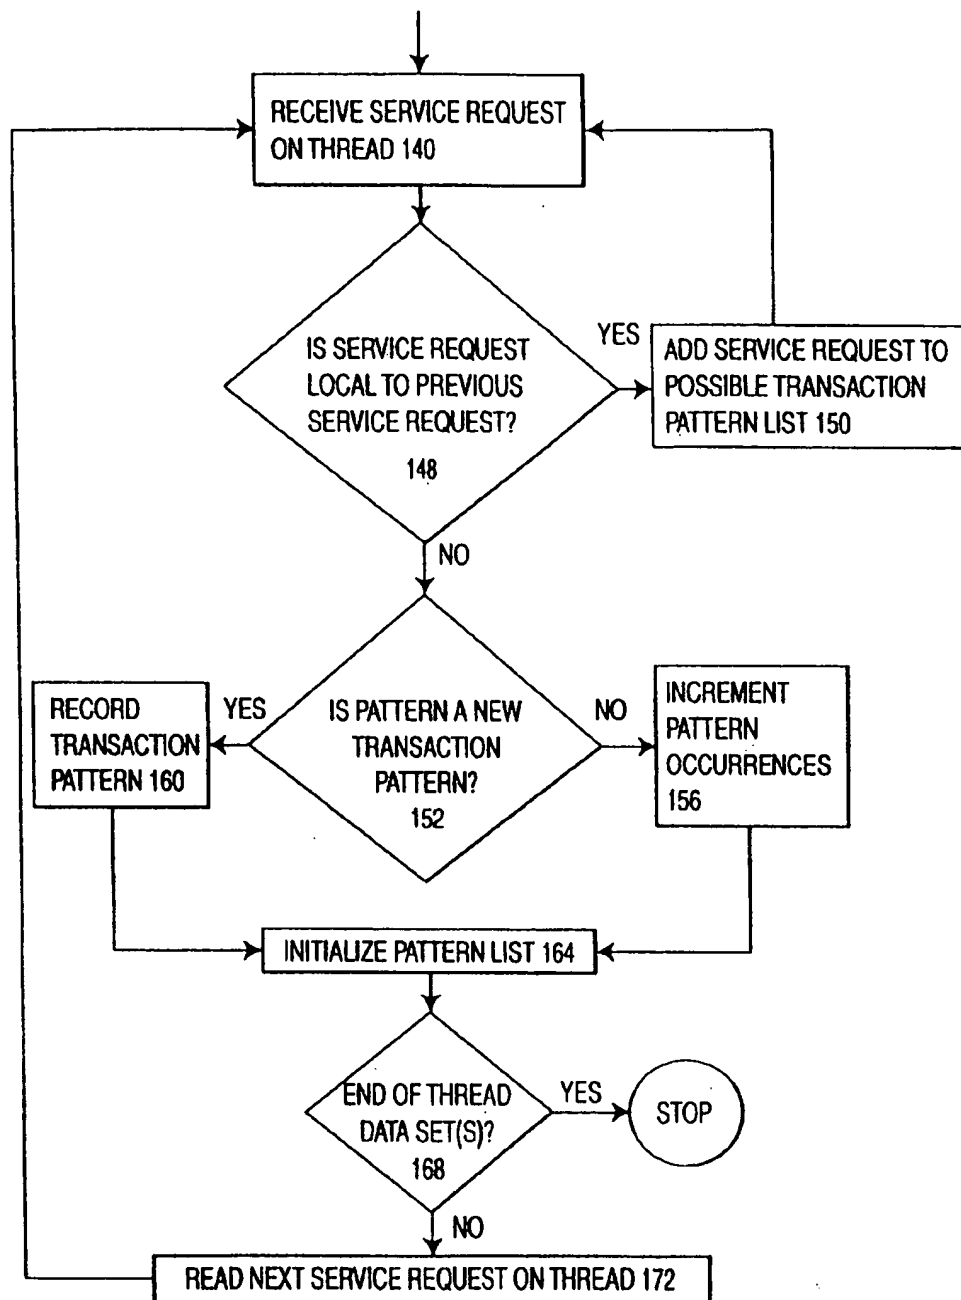 RECEIVE SERVICE REQUEST
ON THREAD 140
IS SERVICE REQUEST
LOCAL TO PREVIOUS
SERVICE REQUEST?
148
YES
ADD SERVICE REQUEST TO
POSSIBLE TRANSACTION
PATTERN LIST 150
NO
IS PATTERN A NEW
TRANSACTION
PATTERN?
152
YES
RECORD
TRANSACTION
PATTERN 160
NO
INCREMENT
PATTERN
OCCURRENCES
156
INITIALIZE PATTERN LIST 164
END OF THREAD
DATA SET(S)?
168
YES
STOP
NO
READ NEXT SERVICE REQUEST ON THREAD 172